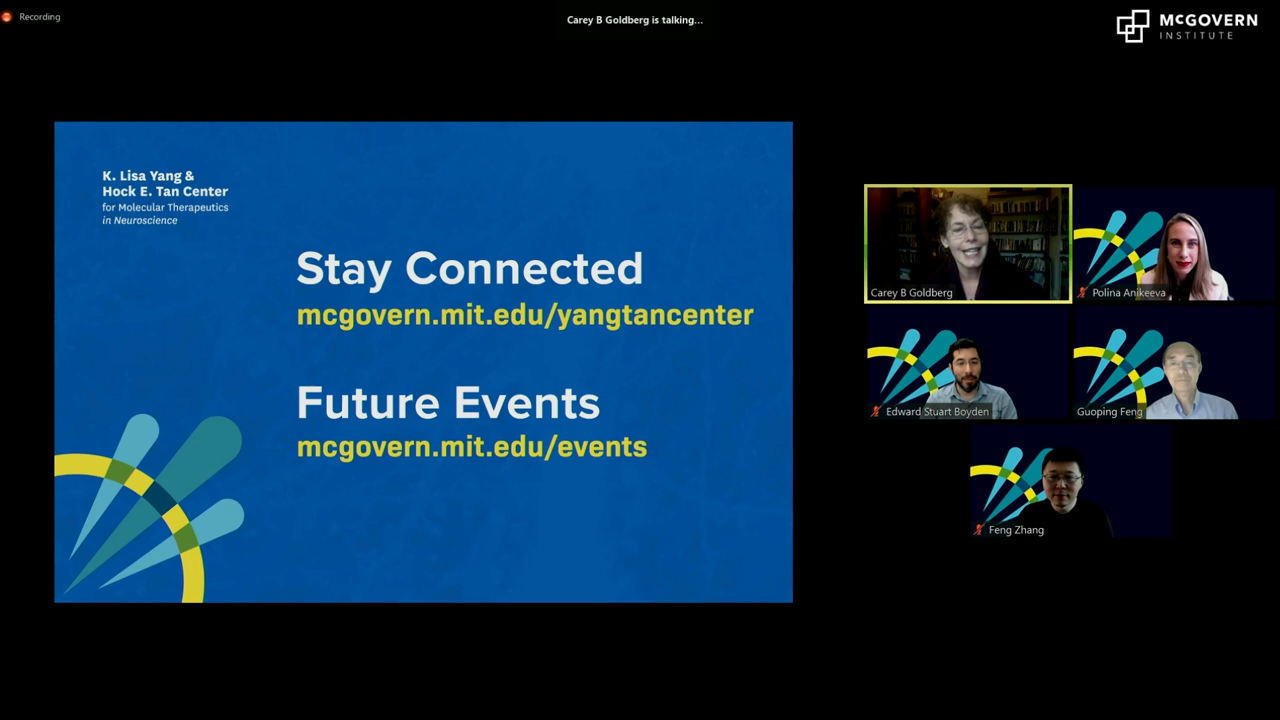 Recording
Carey B Goldberg is talking...
McGOVERN
INSTITUTE
K. Lisa Yang &
Hock E. Tan Center
for Molecular Therapeutics
in Neuroscience
Stay Connected
mcgovern.mit.edu/yangtancenter
Future Events
mcgovern.mit.edu/events
Carey B Goldberg
Polina Anikeeva
Edward Stuart Boyden
Guoping Feng
Feng Zhang